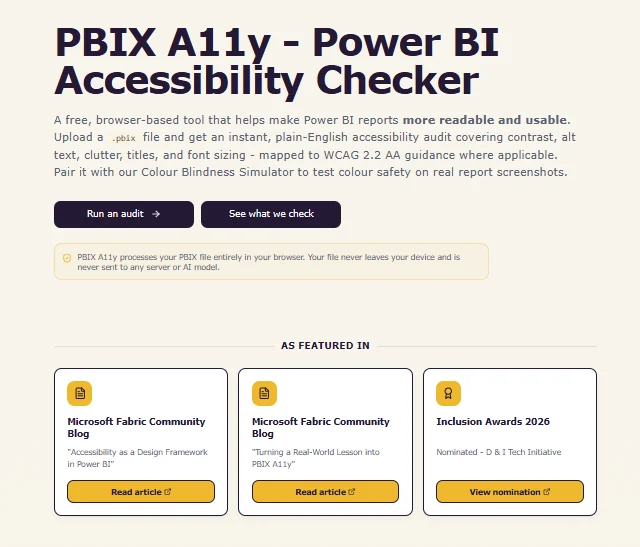 PBIX A11y - Power BI
Accessibility Checker
A free, browser-based tool that helps make Power BI reports more readable and usable.
Upload a .pbix file and get an instant, plain-English accessibility audit covering contrast, alt
text, clutter, titles, and font sizing - mapped to WCAG 2.2 AA guidance where applicable.
Pair it with our Colour Blindness Simulator to test colour safety on real report screenshots.
Run an audit →
See what we check
PBIX A11y processes your PBIX file entirely in your browser. Your file never leaves your device and is
never sent to any server or AI model.
AS FEATURED IN
Microsoft Fabric Community
Blog
"Accessibility as a Design Framework
in Power BI"
Read article
Microsoft Fabric Community
Blog
"Turning a Real-World Lesson into
PBIX A11y"
Read article
Inclusion Awards 2026
Nominated - D & I Tech Initiative
View nomination